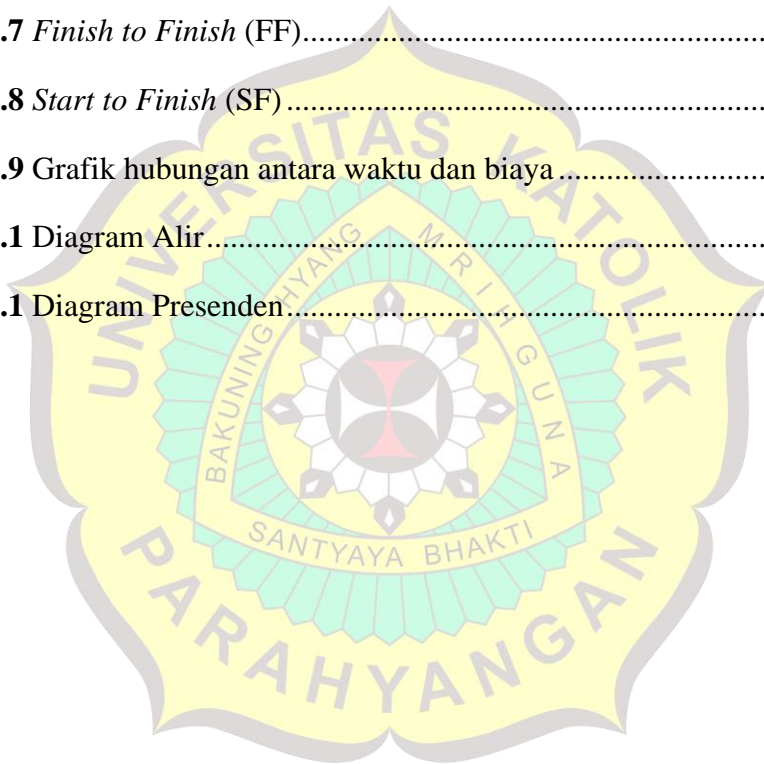 .7 Finish to Finish (FF)....................................................................
.8 Start to Finish (SF)......................................................................
.9 Grafik hubungan antara waktu dan biaya..........................
.1 Diagram Alir......................................................................
.1 Diagram Presenden............................................................
UNIVERSITAS KATOLIK
PARAHYANGAN
BAKUNING HYANG MRIHGUNA
SANTYAYA BHAKTI